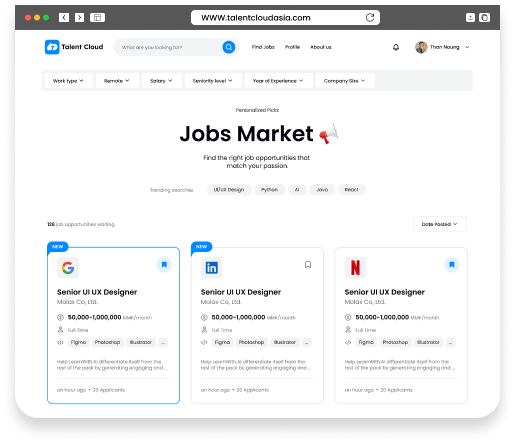 www.talentcloudasia.com
Talent Cloud
What are you looking for?
Find Jobs
Profile
About us
Than Naung
Work type
Remote
Salary
Seniority level
Year of Experience
Company Size
Personalized Picks
Jobs Market
Find the right job opportunities that
match your passion.
Trending searches
UI/UX Design
Python
AI
Java
React
128 job opportunities waiting.
Date Posted
NEW
Senior UI UX Designer
Molax Co, Ltd.
50,000-1,000,000 MMK/month
Full Time
Figma
Photoshop
Illustrator
...
Help LearnWith.AI differentiate itself from the
rest of the pack by generating engaging and ...
an hour ago • 20 Applicants
NEW
in
Senior UI UX Designer
Molax Co, Ltd.
50,000-1,000,000 MMK/month
Full Time
Figma
Photoshop
Illustrator
...
Help LearnWith.AI differentiate itself from the
rest of the pack by generating engaging and ...
an hour ago • 20 Applicants
Senior UI UX Designer
Molax Co, Ltd.
50,000-1,000,000 MMK/month
Full Time
Figma
Photoshop
Illustrator
...
Help LearnWith.AI differentiate itself from the
rest of the pack by generating engaging and ...
an hour ago • 20 Applicants